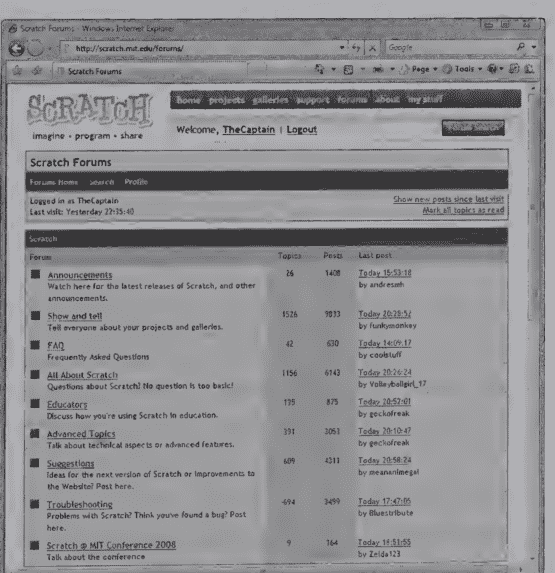 Scratch Forums - Windows Internet Explorer
http://scratch.mit.edu/forums/
Google
Scratch Forums
Page
Tools
SCRATCH
imagine • program • share
home projects galleries support forums about my stuff
Welcome, TheCaptain | Logout
Forums Search
Scratch Forums
Forums Home Search Profile
Logged in as TheCaptain
Show new posts since last visit
Last visit: Yesterday 22:35:40
Mark all topics as read
Scratch
Forum Topics Posts Last post
Announcements 26 1408 Today 15:53:18
Watch here for the latest releases of Scratch, and other by andresmh
announcements.
Show and tell 1526 9833 Today 20:28:52
Tell everyone about your projects and galleries. by funkymonkey
FAQ 42 630 Today 14:09:17
Frequently Asked Questions by coolstuff
All About Scratch 1156 6143 Today 20:26:24
Questions about Scratch? No question is too basic! by Volleyballgirl_17
Educators 135 875 Today 20:52:01
Discuss how you're using Scratch in education. by geckofreak
Advanced Topics 331 3053 Today 20:10:47
Talk about technical aspects or advanced features. by geckofreak
Suggestions 609 4311 Today 20:58:24
Ideas for the next version of Scratch or improvements to by meananimegal
the Website? Post here.
Troubleshooting 694 3499 Today 17:47:05
Problems with Scratch? Think you've found a bug? Post by Bluestribute
here.
Scratch @ MIT Conference 2008 9 164 Today 19:51:55
Talk about the conference by Zelda123